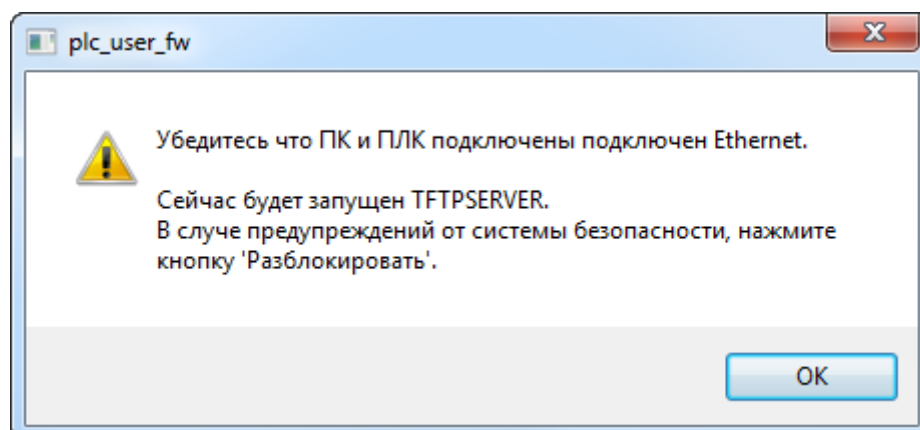 plc_user_fw
Убедитесь что ПК и ПЛК подключены подключен Ethernet.
Сейчас будет запущен TFTPSERVER.
В случе предупреждений от системы безопасности, нажмите
кнопку 'Разблокировать'.
OK